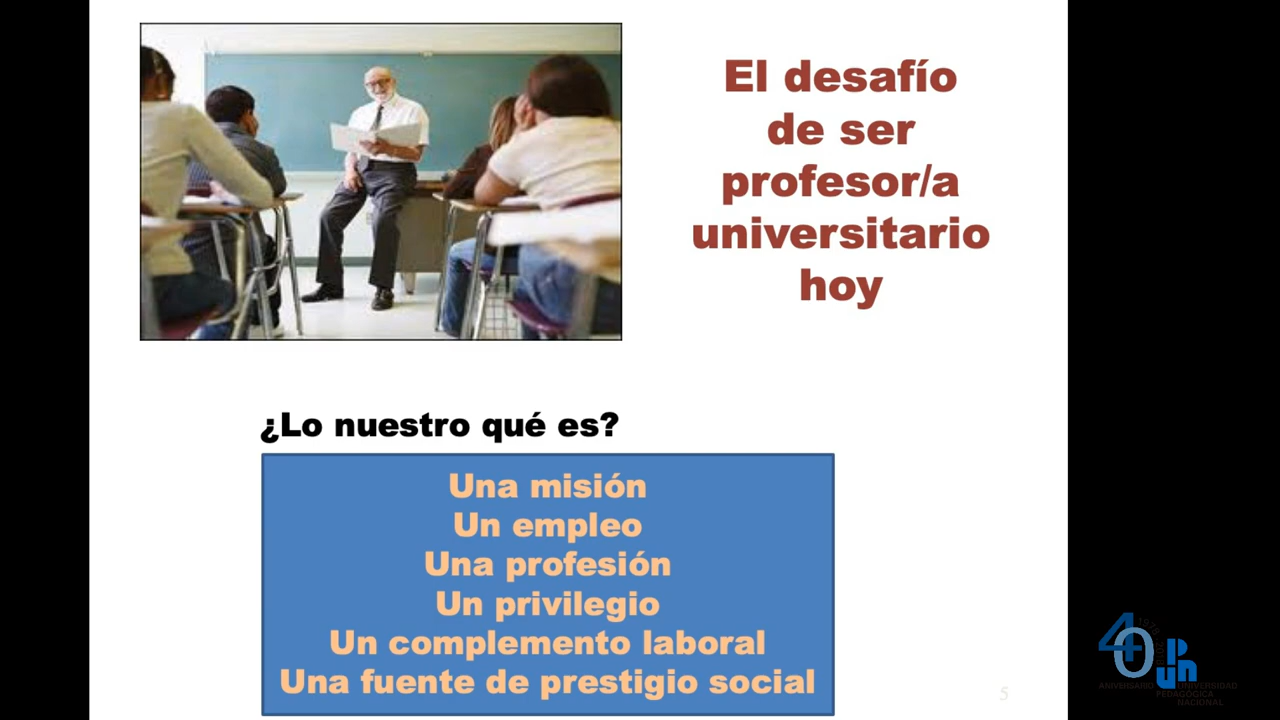 El desafío
de ser
profesor/a
universitario
hoy
¿Lo nuestro qué es?
Una misión
Un empleo
Una profesión
Un privilegio
Un complemento laboral
Una fuente de prestigio social
5
40
1978
ANIVERSARIO
UNIVERSIDAD
PEDAGÓGICA
NACIONAL